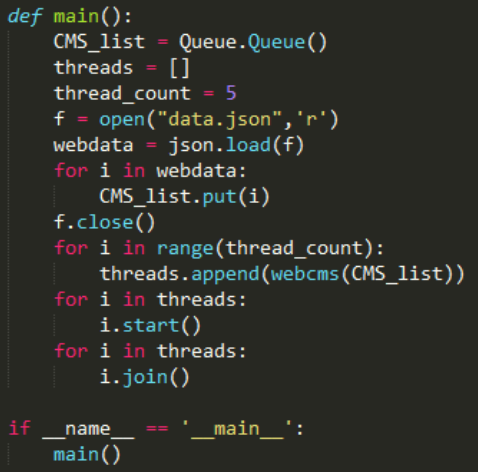 def main():
    CMS_list = Queue.Queue()
    threads = []
    thread_count = 5
    f = open("data.json",'r')
    webdata = json.load(f)
    for i in webdata:
        CMS_list.put(i)
    f.close()
    for i in range(thread_count):
        threads.append(webcms(CMS_list))
    for i in threads:
        i.start()
    for i in threads:
        i.join()

if __name__ == '__main__':
    main()